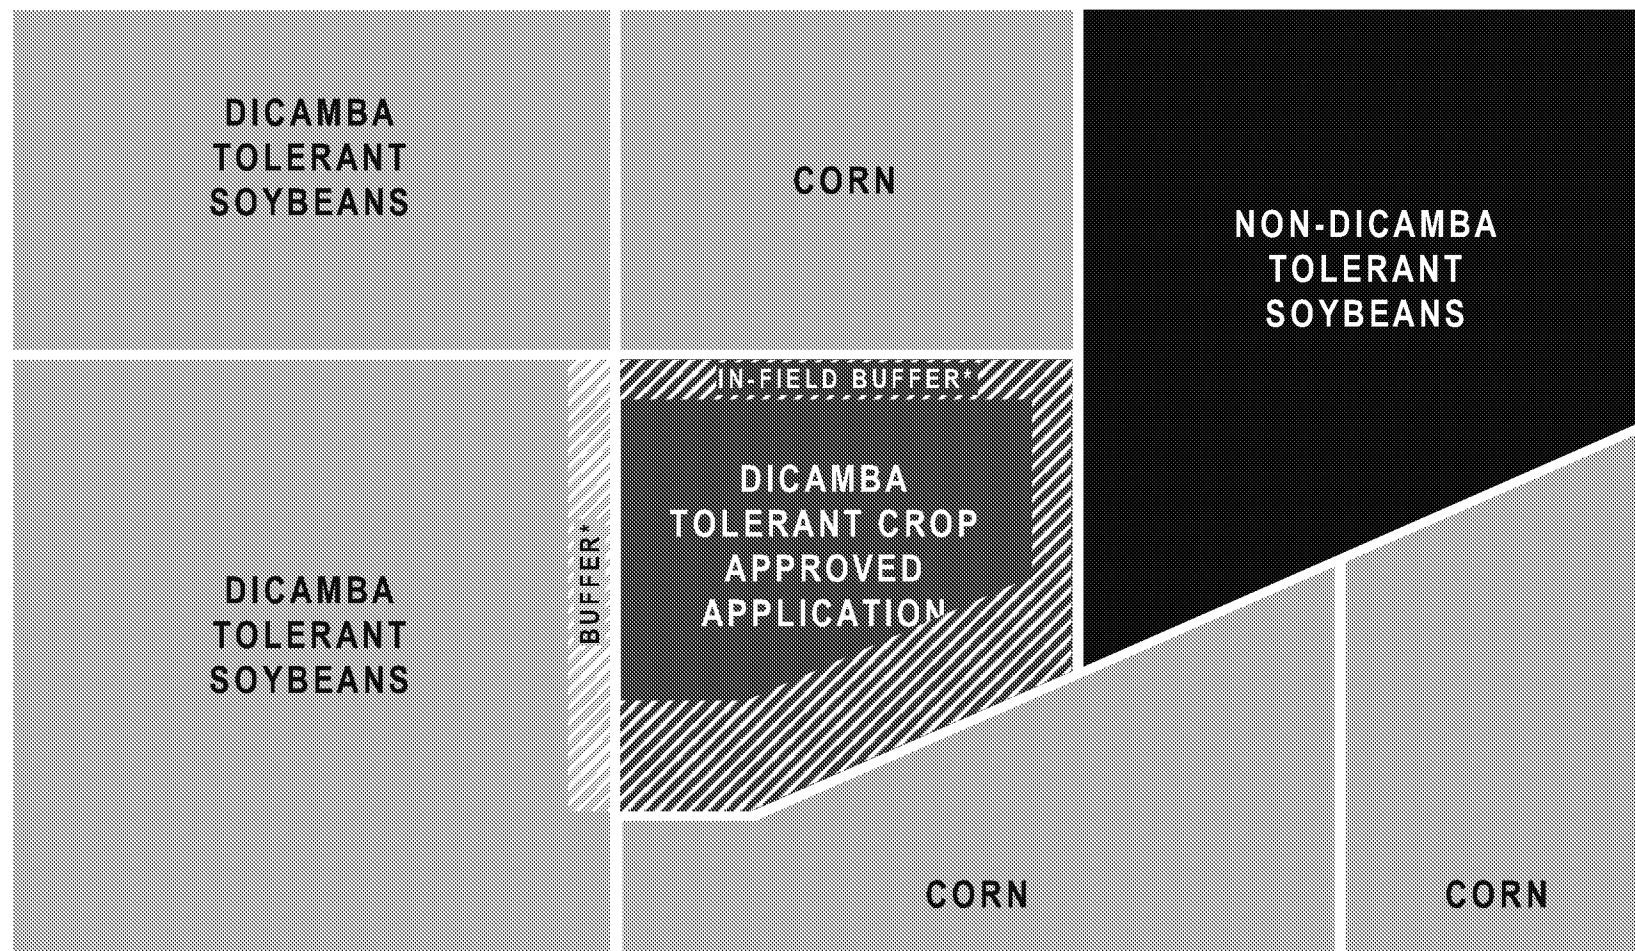 DICAMBA
TOLERANT
SOYBEANS
CORN
NON-DICAMBA
TOLERANT
SOYBEANS
IN-FIELD BUFFER*
DICAMBA
TOLERANT CROP
APPROVED
APPLICATION
BUFFER*
DICAMBA
TOLERANT
SOYBEANS
CORN
CORN